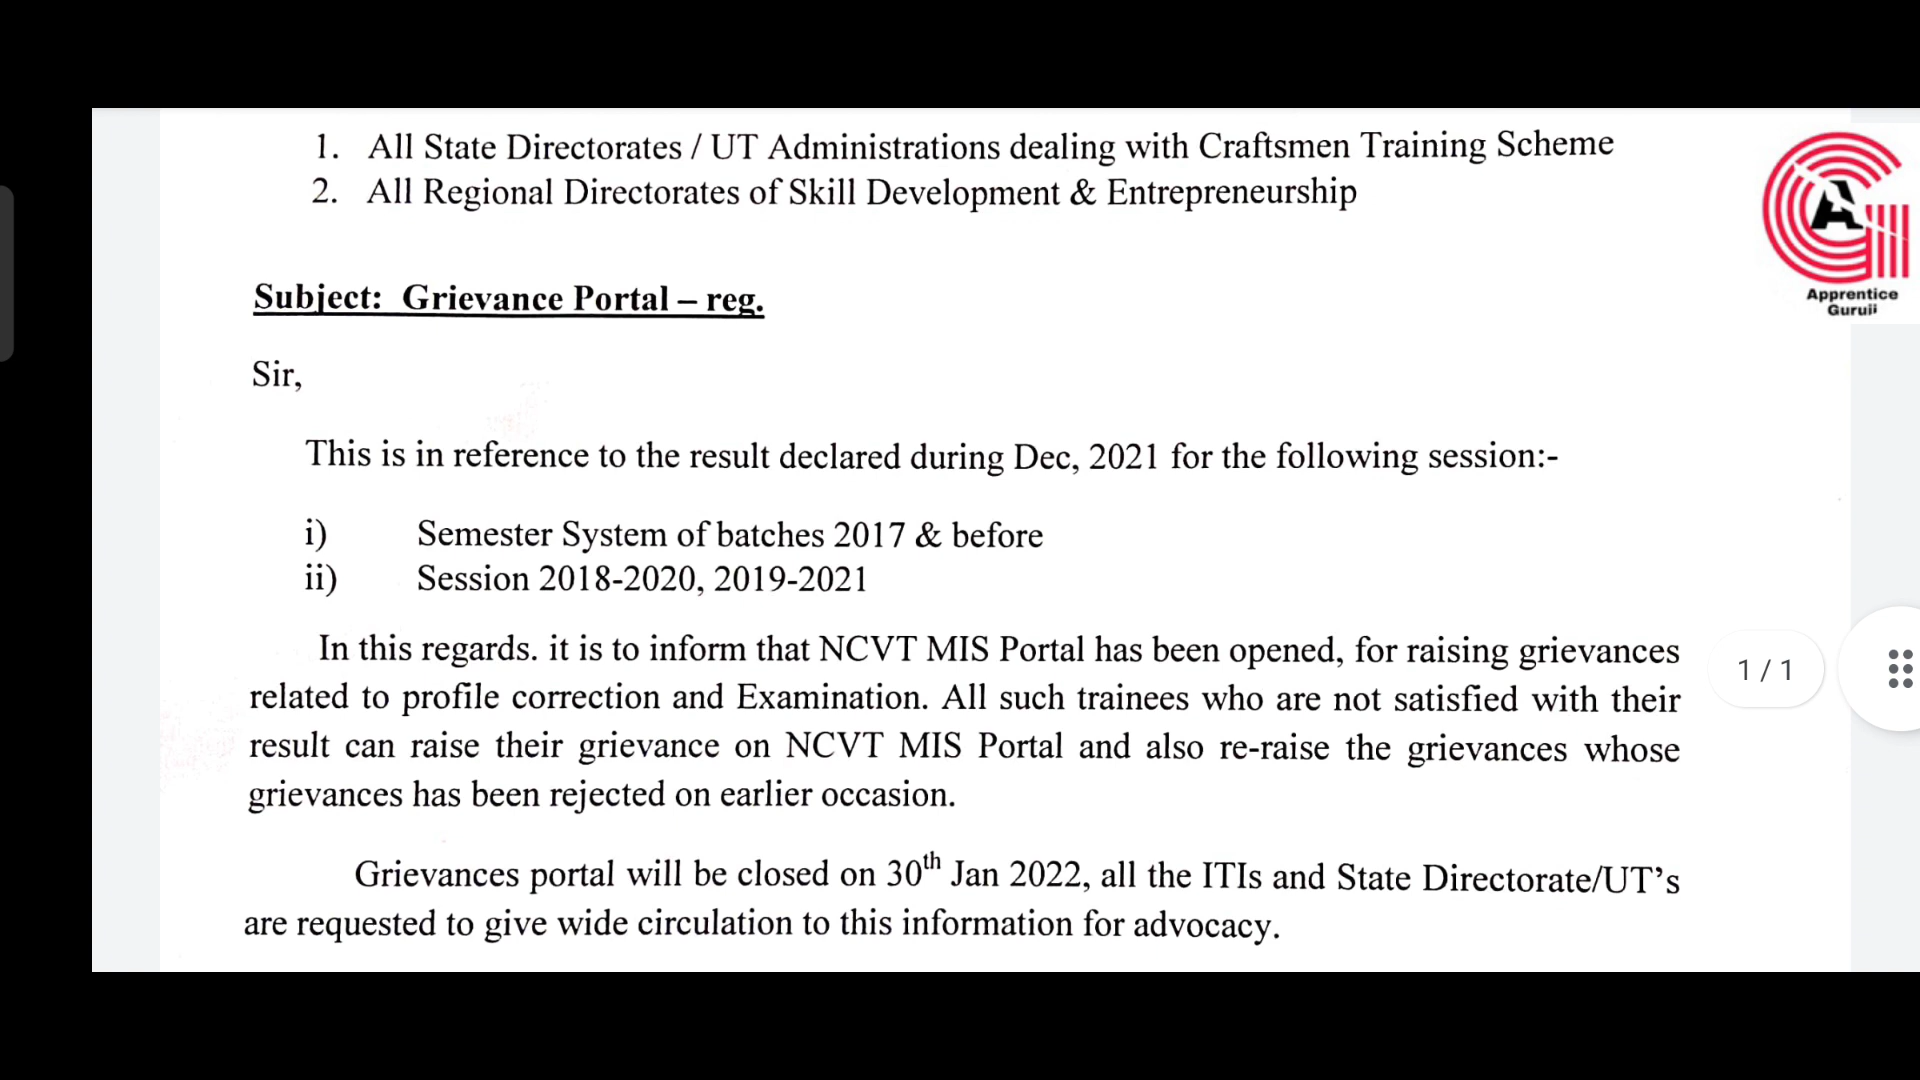 1. All State Directorates / UT Administrations dealing with Craftsmen Training Scheme
2. All Regional Directorates of Skill Development & Entrepreneurship
Subject: Grievance Portal – reg.
Sir,
This is in reference to the result declared during Dec, 2021 for the following session:-
i) Semester System of batches 2017 & before
ii) Session 2018-2020, 2019-2021
In this regards. it is to inform that NCVT MIS Portal has been opened, for raising grievances
related to profile correction and Examination. All such trainees who are not satisfied with their
result can raise their grievance on NCVT MIS Portal and also re-raise the grievances whose
grievances has been rejected on earlier occasion.
Grievances portal will be closed on 30th Jan 2022, all the ITIs and State Directorate/UT’s
are requested to give wide circulation to this information for advocacy.
A
Apprentice
Guruji
1 / 1